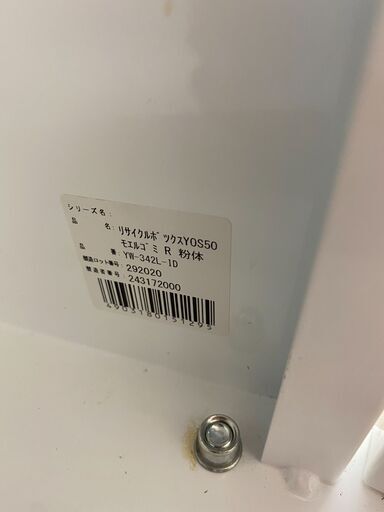 シリーズ名:
品 名: ﾘｻｲｸﾙﾎﾞｯｸｽYOS50
ﾓｴﾙｺﾞﾐ R 粉体
品 番: YW-342L-ID
製造ロット番号: 292020
製造者番号: 243172000
4903180151295